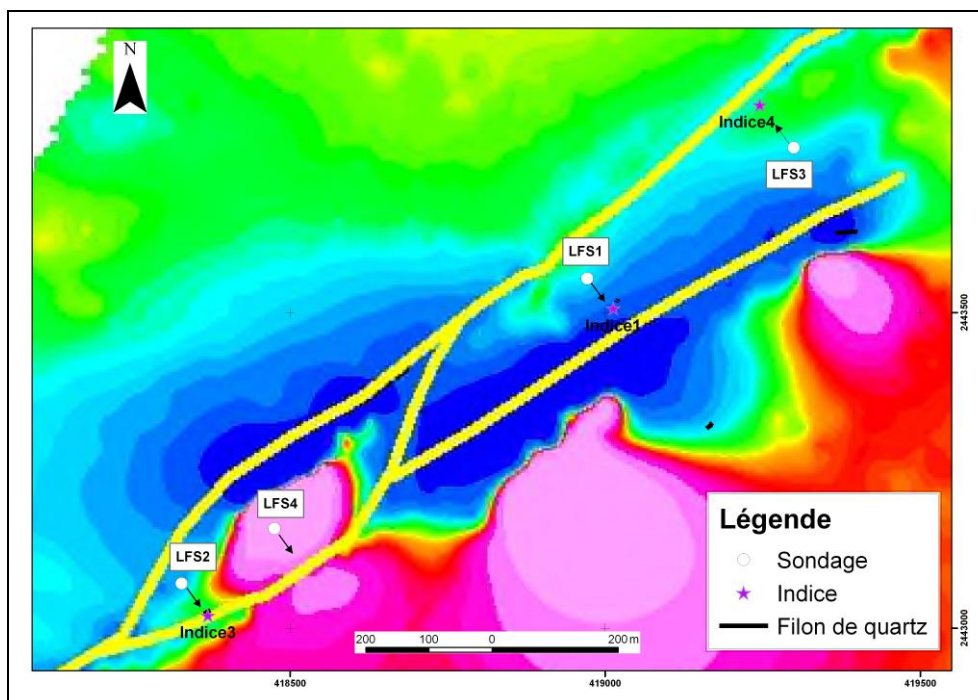 N
Indice4
LFS3
LFS1
Indice1
2443500
LFS4
LFS2
Indice3
Légende
Sondage
Indice
Filon de quartz
200 100 0 200 m
2443000
418500 419000 419500